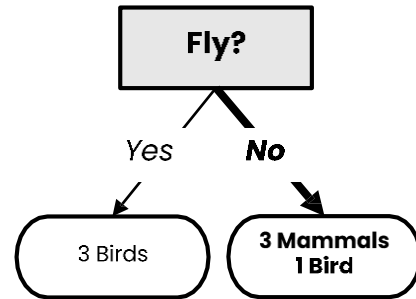 Fly?
Yes
No
3 Birds
3 Mammals
1 Bird